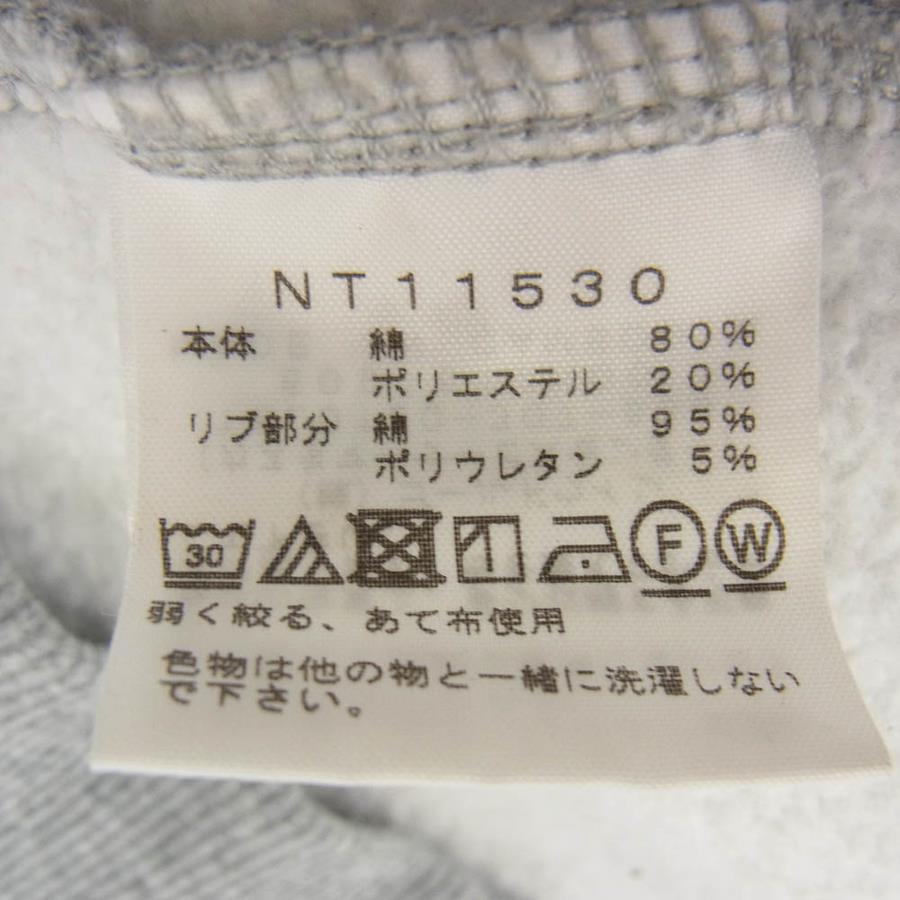 NT11530
本体 綿 80%
ポリエステル 20%
リブ部分 綿 95%
ポリウレタン 5%
30 F W
弱く絞る、あて布使用
色物は他の物と一緒に洗濯しない
で下さい。